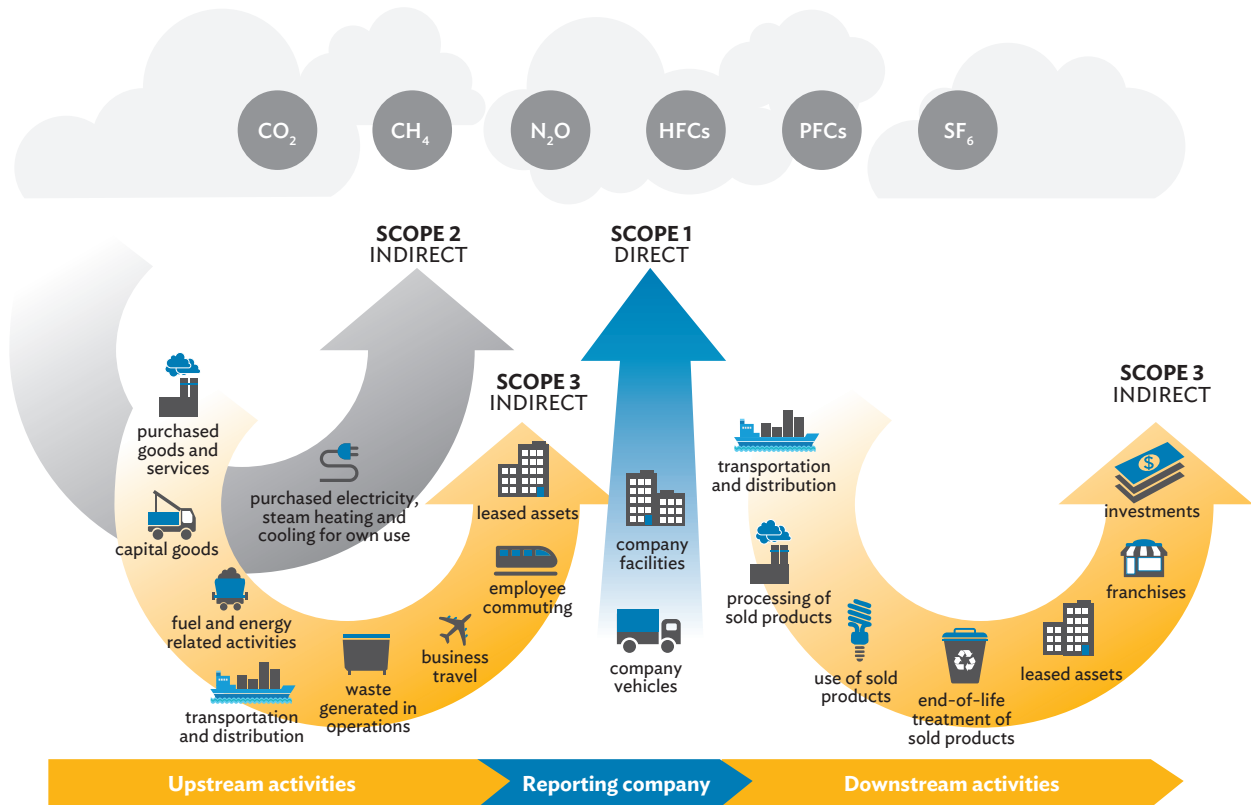 CO₂
CH₄
N₂O
HFCs
PFCs
SF₆
SCOPE 2
INDIRECT
SCOPE 1
DIRECT
SCOPE 3
INDIRECT
SCOPE 3
INDIRECT
purchased
goods and
services
capital goods
fuel and energy
related activities
transportation
and distribution
waste
generated in
operations
business
travel
employee
commuting
leased assets
purchased electricity,
steam heating and
cooling for own use
company
facilities
company
vehicles
transportation
and distribution
processing of
sold products
use of sold
products
end-of-life
treatment of
sold products
leased assets
franchises
investments
$
Upstream activities
Reporting company
Downstream activities